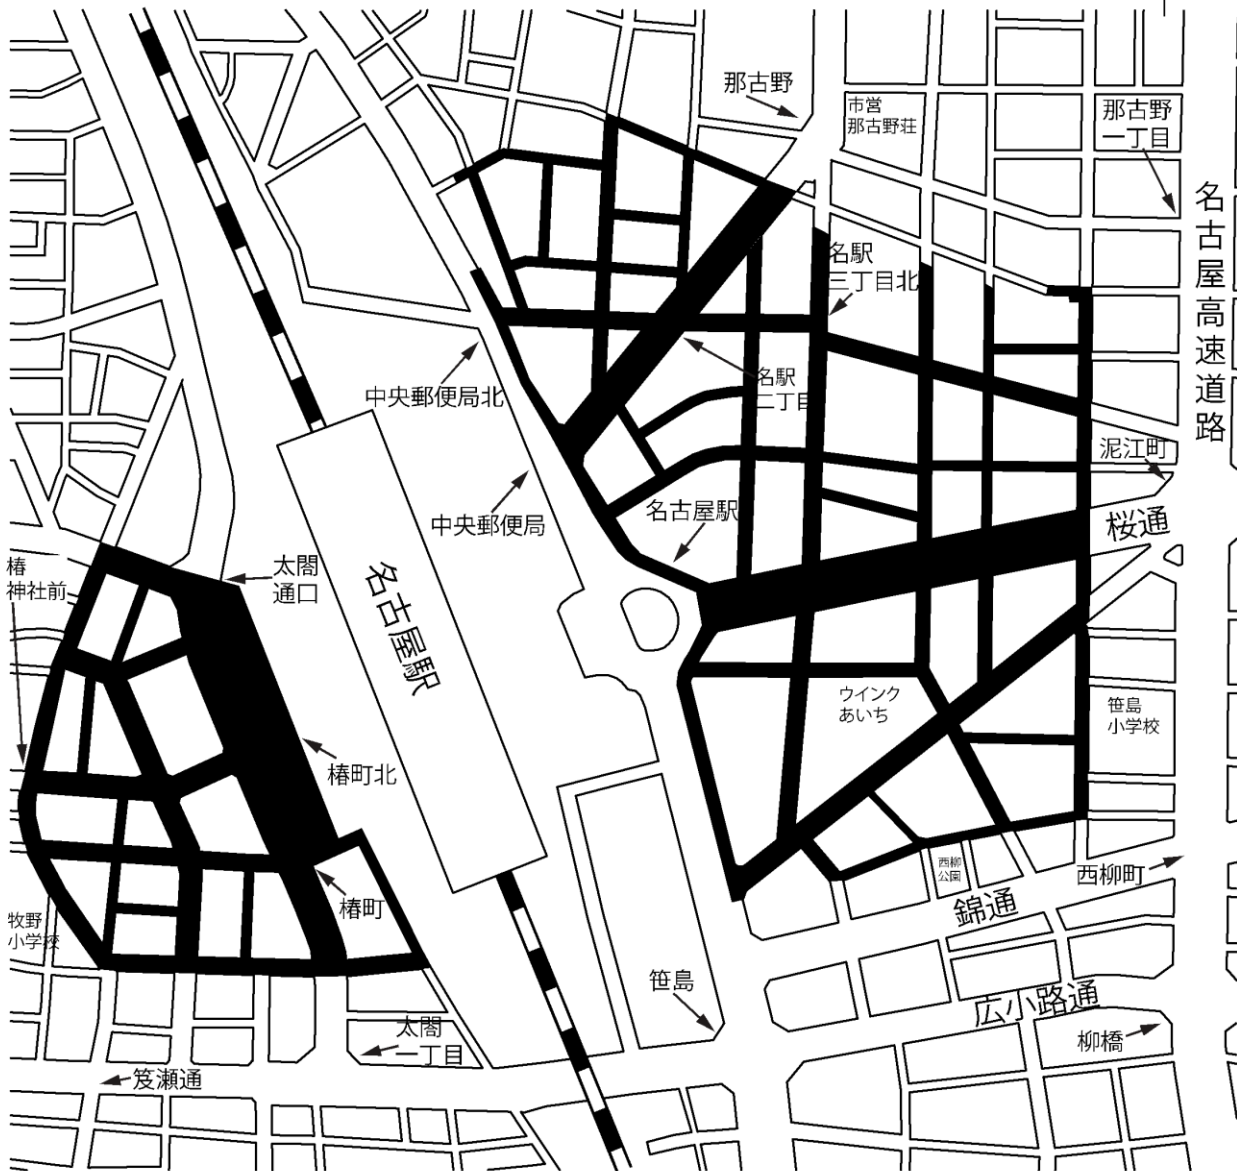 那古野
市営
那古野荘
那古野
一丁目
名古屋高速道路
名駅
三丁目北
中央郵便局北
名駅
二丁目
泥江町
中央郵便局
名古屋駅
桜通
椿
神社前
太閤
通口
名古屋駅
ウインク
あいち
笹島
小学校
椿町北
西柳
公園
西柳町
椿町
錦通
牧野
小学校
笹島
広小路通
太閤
一丁目
柳橋
笈瀬通